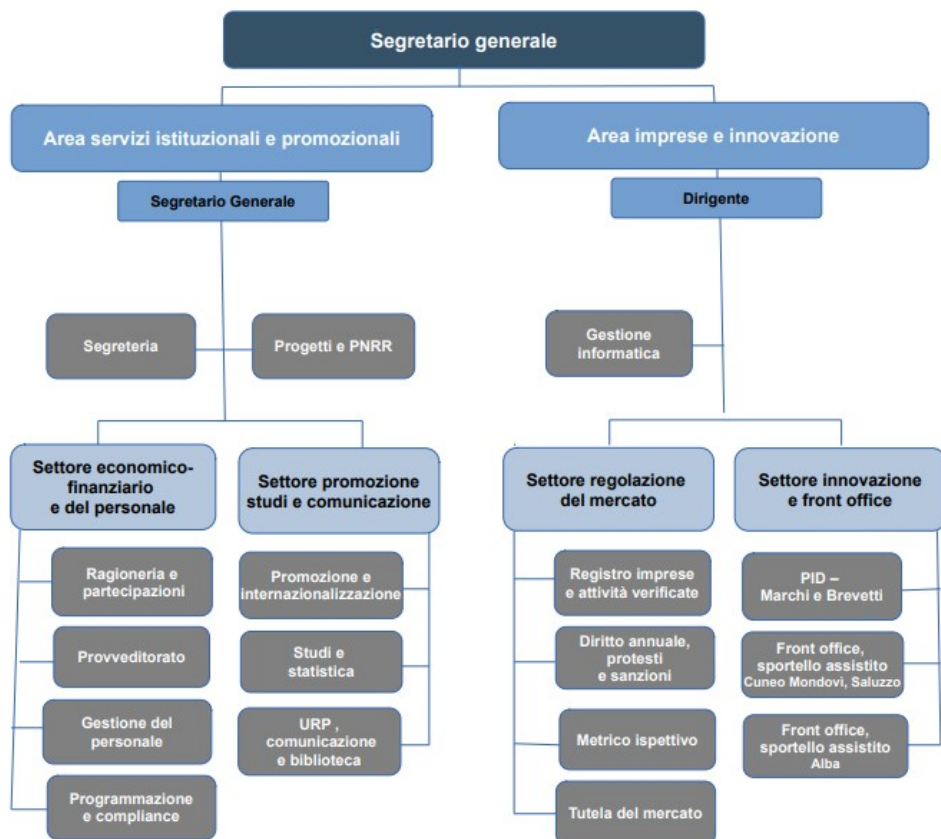 Segretario generale
Area servizi istituzionali e promozionali
Area imprese e innovazione
Segretario Generale
Dirigente
Segreteria
Progetti e PNRR
Gestione
informatica
Settore economico-
finanziario
e del personale
Settore promozione
studi e comunicazione
Settore regolazione
del mercato
Settore innovazione
e front office
Ragioneria e
partecipazioni
Provveditorato
Gestione del
personale
Programmazione
e compliance
Promozione e
internazionalizzazione
Studi e
statistica
URP ,
comunicazione
e biblioteca
Registro imprese
e attività verificate
Diritto annuale,
protesti
e sanzioni
Metrico ispettivo
Tutela del mercato
PID –
Marchi e Brevetti
Front office,
sportello assistito
Cuneo Mondovì, Saluzzo
Front office,
sportello assistito
Alba